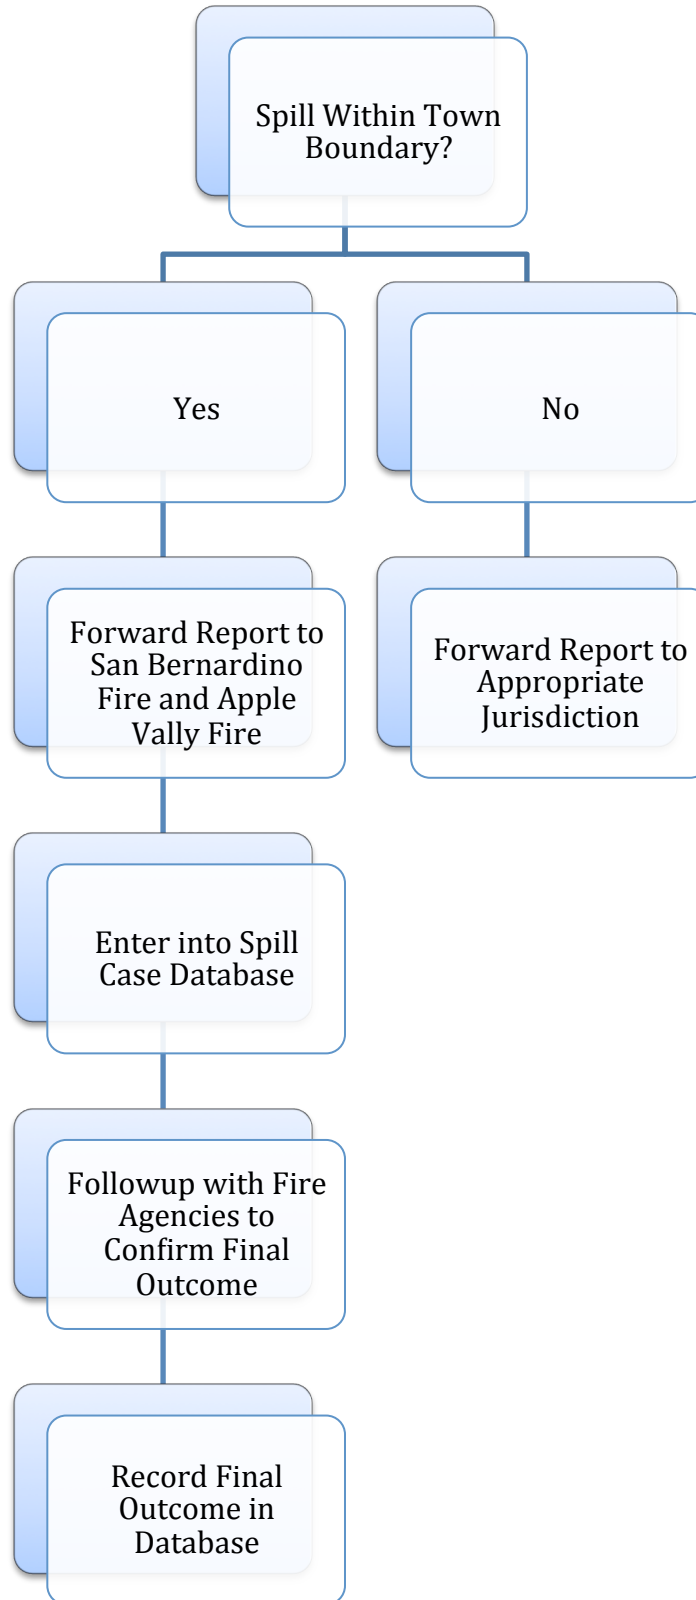 Spill Within Town
Boundary?
Yes
No
Forward Report to
San Bernardino
Fire and Apple
Vally Fire
Forward Report to
Appropriate
Jurisdiction
Enter into Spill
Case Database
Followup with Fire
Agencies to
Confirm Final
Outcome
Record Final
Outcome in
Database